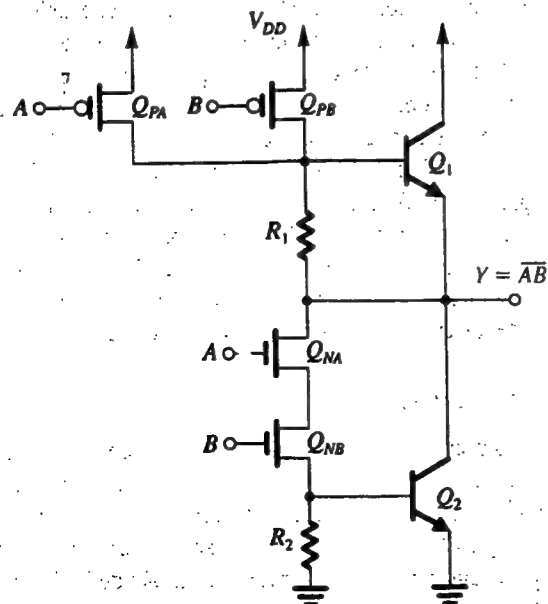 V_DD
A
Q_PA
B
Q_PB
Q_1
R_1
Y = \overline{AB}
A
Q_NA
B
Q_NB
Q_2
R_2